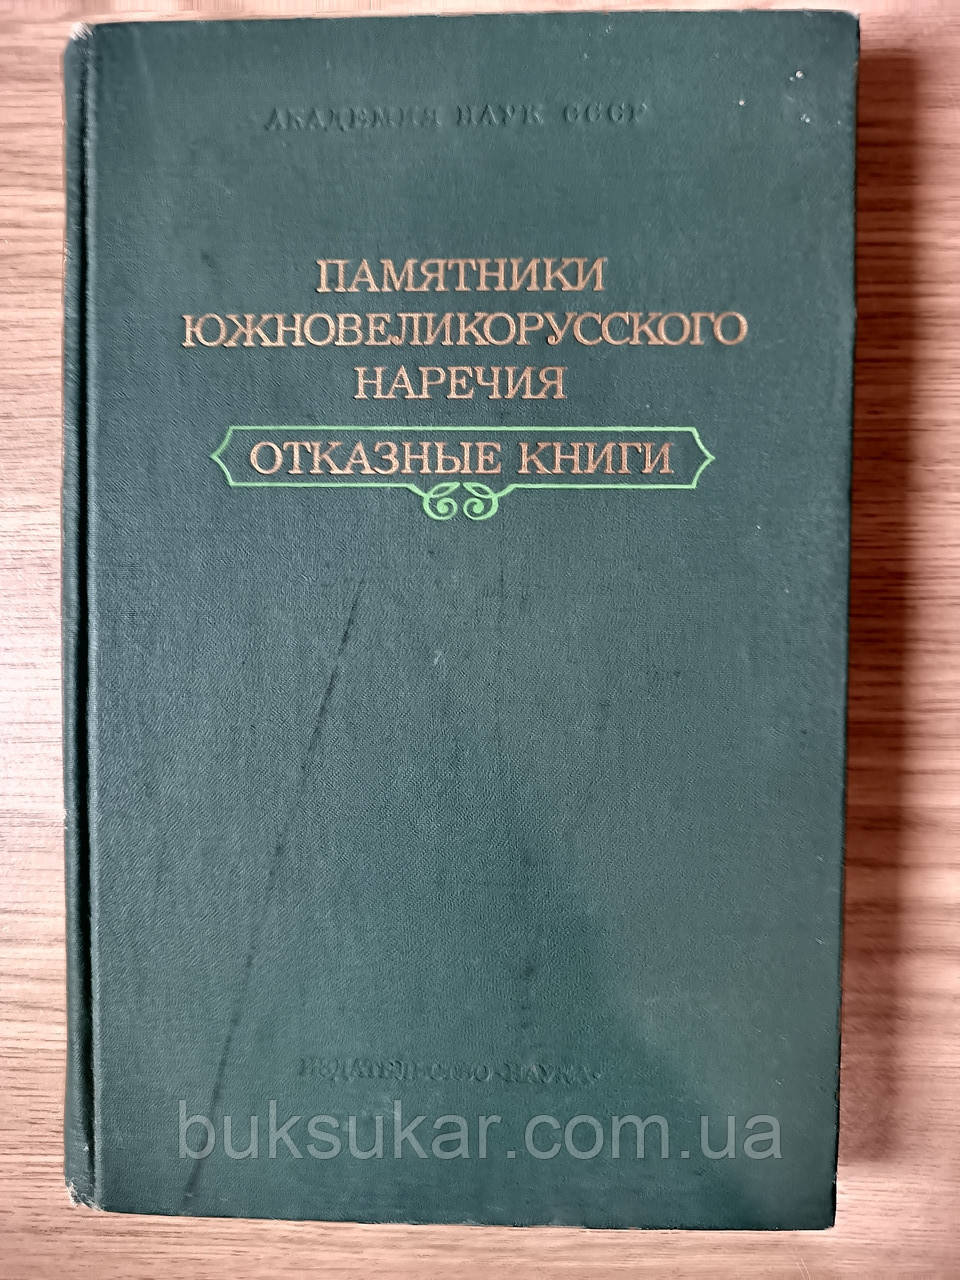 АКАДЕМИЯ НАУК СССР
ПАМЯТНИКИ
ЮЖНОВЕЛИКОРУССКОГО
НАРЕЧИЯ
ОТКАЗНЫЕ КНИГИ
ИЗДАТЕЛЬСТВО «НАУКА»
buksukar.com.ua